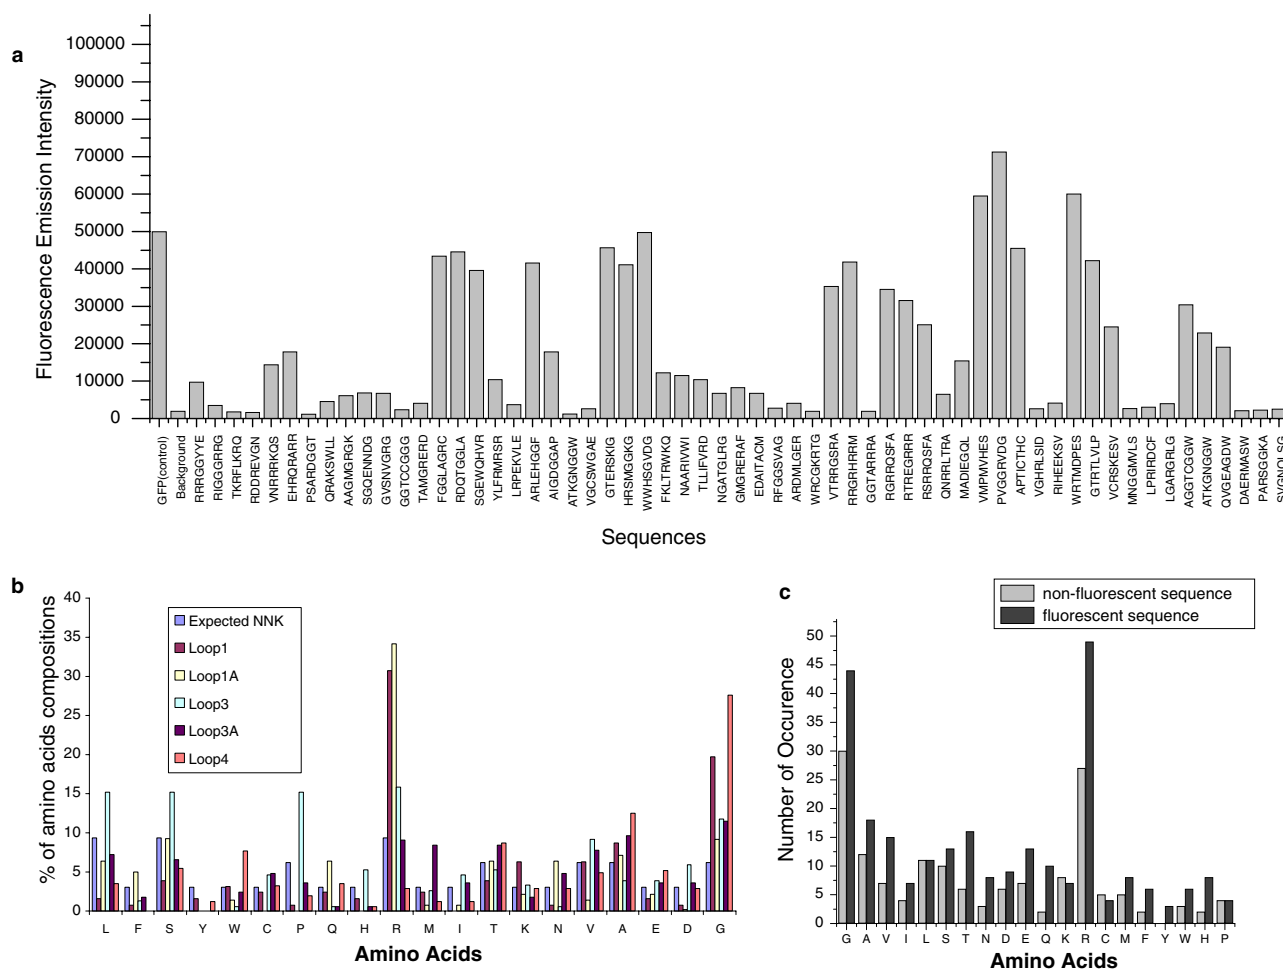 a
Fluorescence Emission Intensity
100000
90000
80000
70000
60000
50000
40000
30000
20000
10000
0
GFP(control)
Background
RRRGGYYE
RIGGGRRG
TKRFLKRQ
RDDREVGN
VNRRRKQS
EHRQRARR
PSARDGGT
QRAKSWLL
AAGMGRGK
SGQENNDG
GVSNVGRG
GGTCCGGG
TAMGRERD
FGGLAGRC
RDQTGGLA
SGEWQHVR
YLFRMRSR
LRPEKVLE
ARLEHGGF
AIGDGGAP
ATKGNGGW
VGCSWGAE
GTERSKIG
HRSMGGKG
WWHSGVDG
FKLTRWKQ
NAARIVWI
TLLIFVRD
NGATGLRG
GMGRERAF
EDAITACM
RFGGSVAG
ARDMLGER
WRCGKRTG
VTRRGSRA
RRGRHRRM
GGTARRRA
RGRRQSFA
RTREGRRR
RSRRQSFA
QNRRLTRA
MADIEGQL
VMPMVHES
PVGGRVDG
APTICTHC
VGHRLSID
RIHEEKSV
WRTMDPES
GTRTLVLP
VCRSKESV
MNGGMVLS
LPRIRDCF
LGARGRLG
AGGTCGGW
ATKGNGGW
QVGEAGDW
DAERMASW
PARSGGKA
Sequences
b
% of amino acids compositions
40
35
30
25
20
15
10
5
0
Expected NNK
Loop1
Loop1A
Loop3
Loop3A
Loop4
L F S Y W C P Q H R M I T K N V A E D G
Amino Acids
c
non-fluorescent sequence
fluorescent sequence
Number of Occurence
50
45
40
35
30
25
20
15
10
5
0
G A V I L S T N D E Q K R C M F Y W H P
Amino Acids